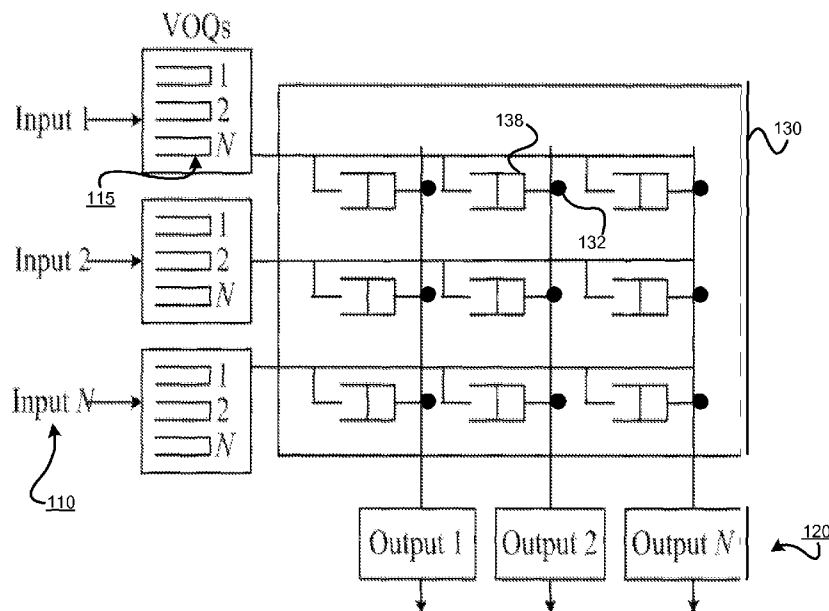 VOQs
1
2
N
Input 1
115
138
130
132
1
2
N
Input 2
1
2
N
Input N
110
Output 1
Output 2
Output N
120